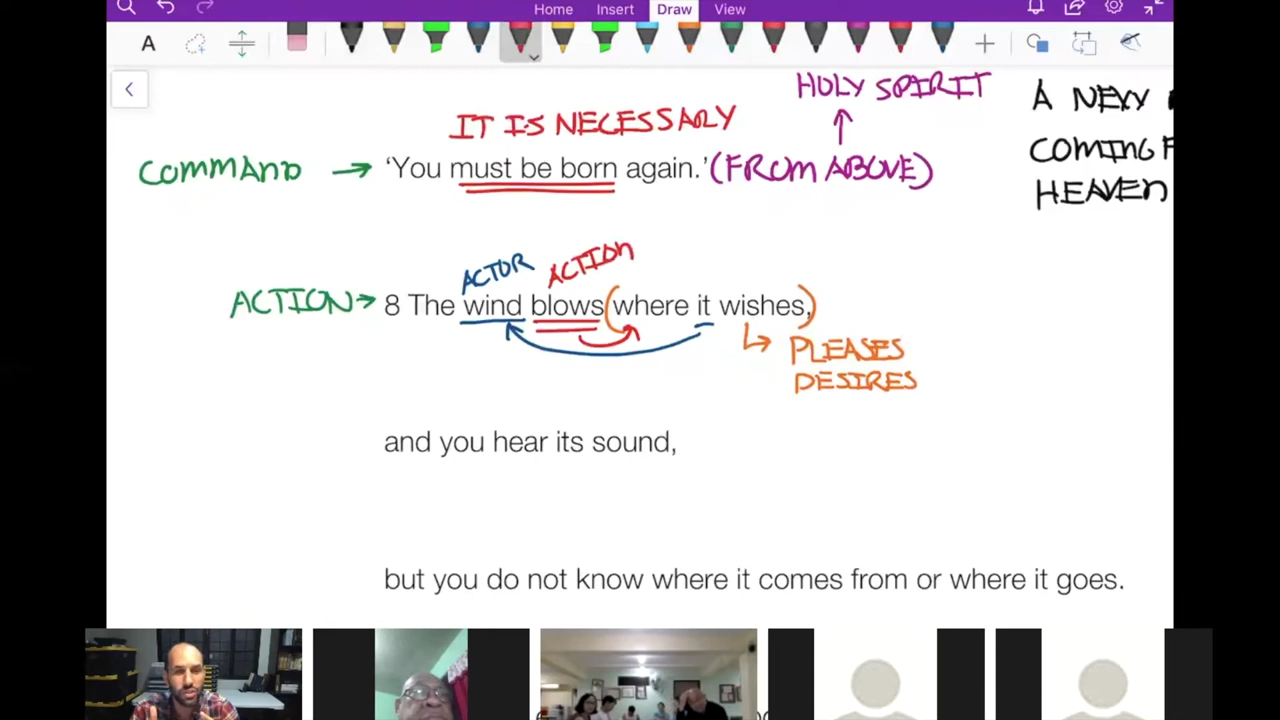 Home Insert Draw View
A
HOLY SPIRIT
A NEW
IT IS NECESSARY
COMING F
COMMAND → 'You must be born again.' (FROM ABOVE)
HEAVEN
ACTOR ACTION
ACTION → 8 The wind blows (where it wishes,)
PLEASES
DESIRES
and you hear its sound,
but you do not know where it comes from or where it goes.